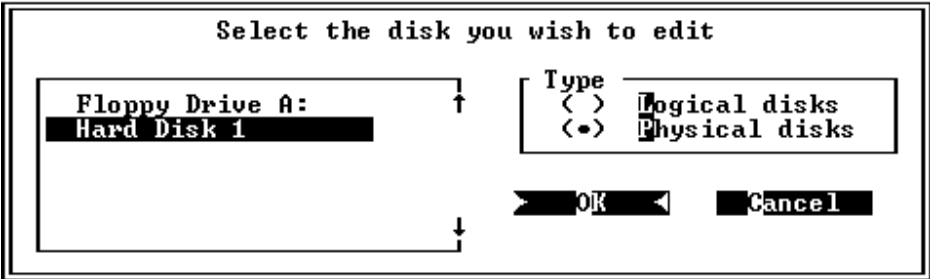 Select the disk you wish to edit
Type
Floppy Drive A:
( ) Logical disks
Hard Disk 1
(•) Physical disks
OK
Cancel